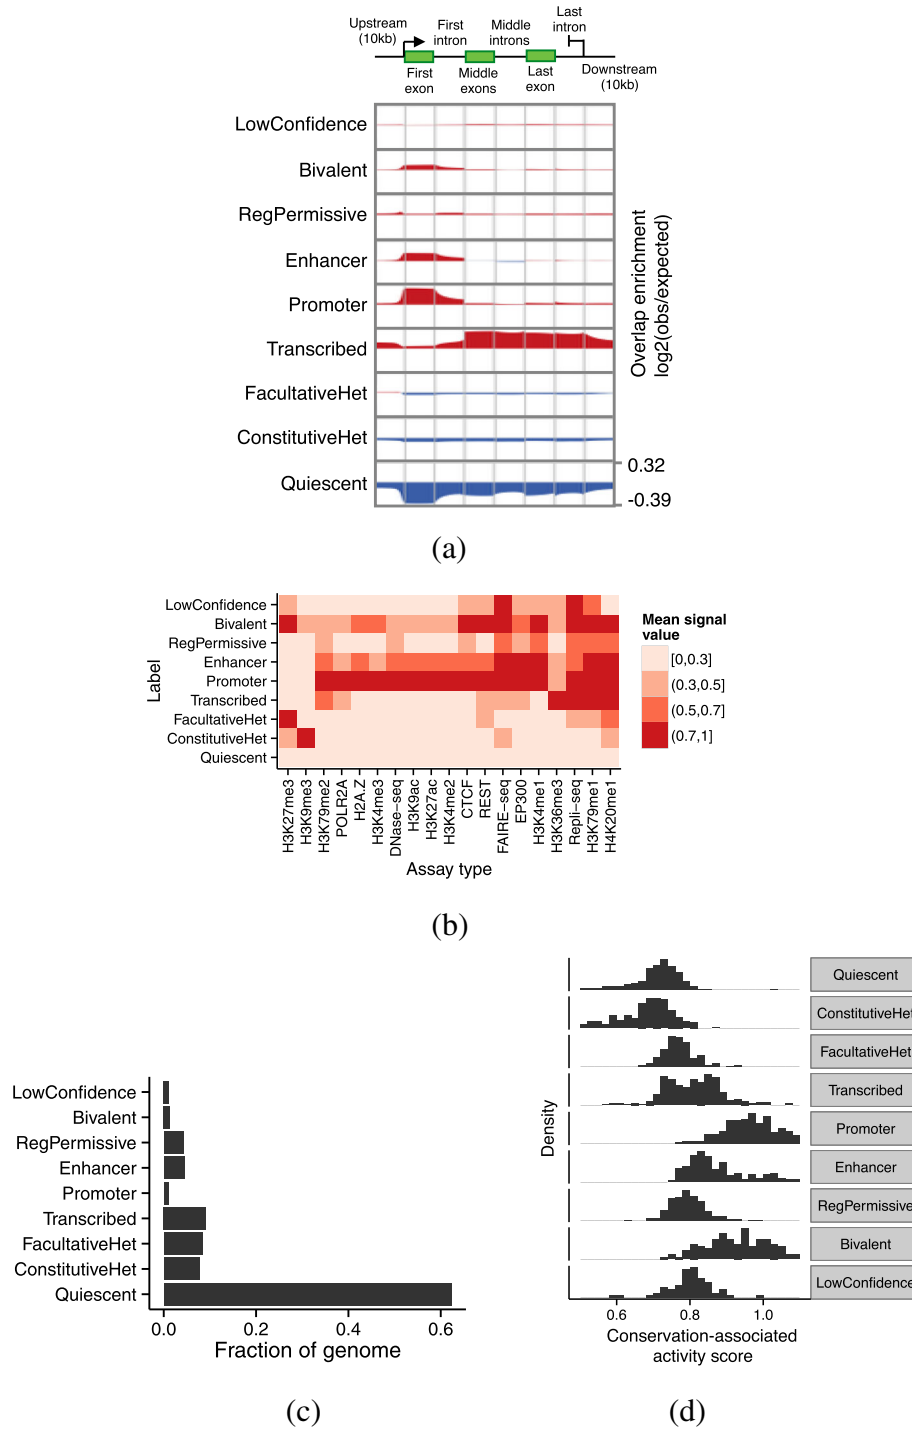 Upstream
(10kb)
First
intron
Middle
introns
Last
intron
First
exon
Middle
exons
Last
exon
Downstream
(10kb)
LowConfidence
Bivalent
RegPermissive
Enhancer
Promoter
Transcribed
FacultativeHet
ConstitutiveHet
Quiescent
Overlap enrichment
log2(obs/expected)
0.32
-0.39
(a)
Label
LowConfidence
Bivalent
RegPermissive
Enhancer
Promoter
Transcribed
FacultativeHet
ConstitutiveHet
Quiescent
H3K27me3
H3K9me3
H3K79me2
POLR2A
H2A.Z
H3K4me3
DNase-seq
H3K9ac
H3K27ac
H3K4me2
CTCF
REST
FAIRE-seq
EP300
H3K4me1
H3K36me3
Repli-seq
H3K79me1
H4K20me1
Assay type
Mean signal
value
[0,0.3]
(0.3,0.5]
(0.5,0.7]
(0.7,1]
(b)
LowConfidence
Bivalent
RegPermissive
Enhancer
Promoter
Transcribed
FacultativeHet
ConstitutiveHet
Quiescent
0.0 0.2 0.4 0.6
Fraction of genome
(c)
Density
Quiescent
ConstitutiveHet
FacultativeHet
Transcribed
Promoter
Enhancer
RegPermissive
Bivalent
LowConfidence
0.6 0.8 1.0
Conservation-associated
activity score
(d)